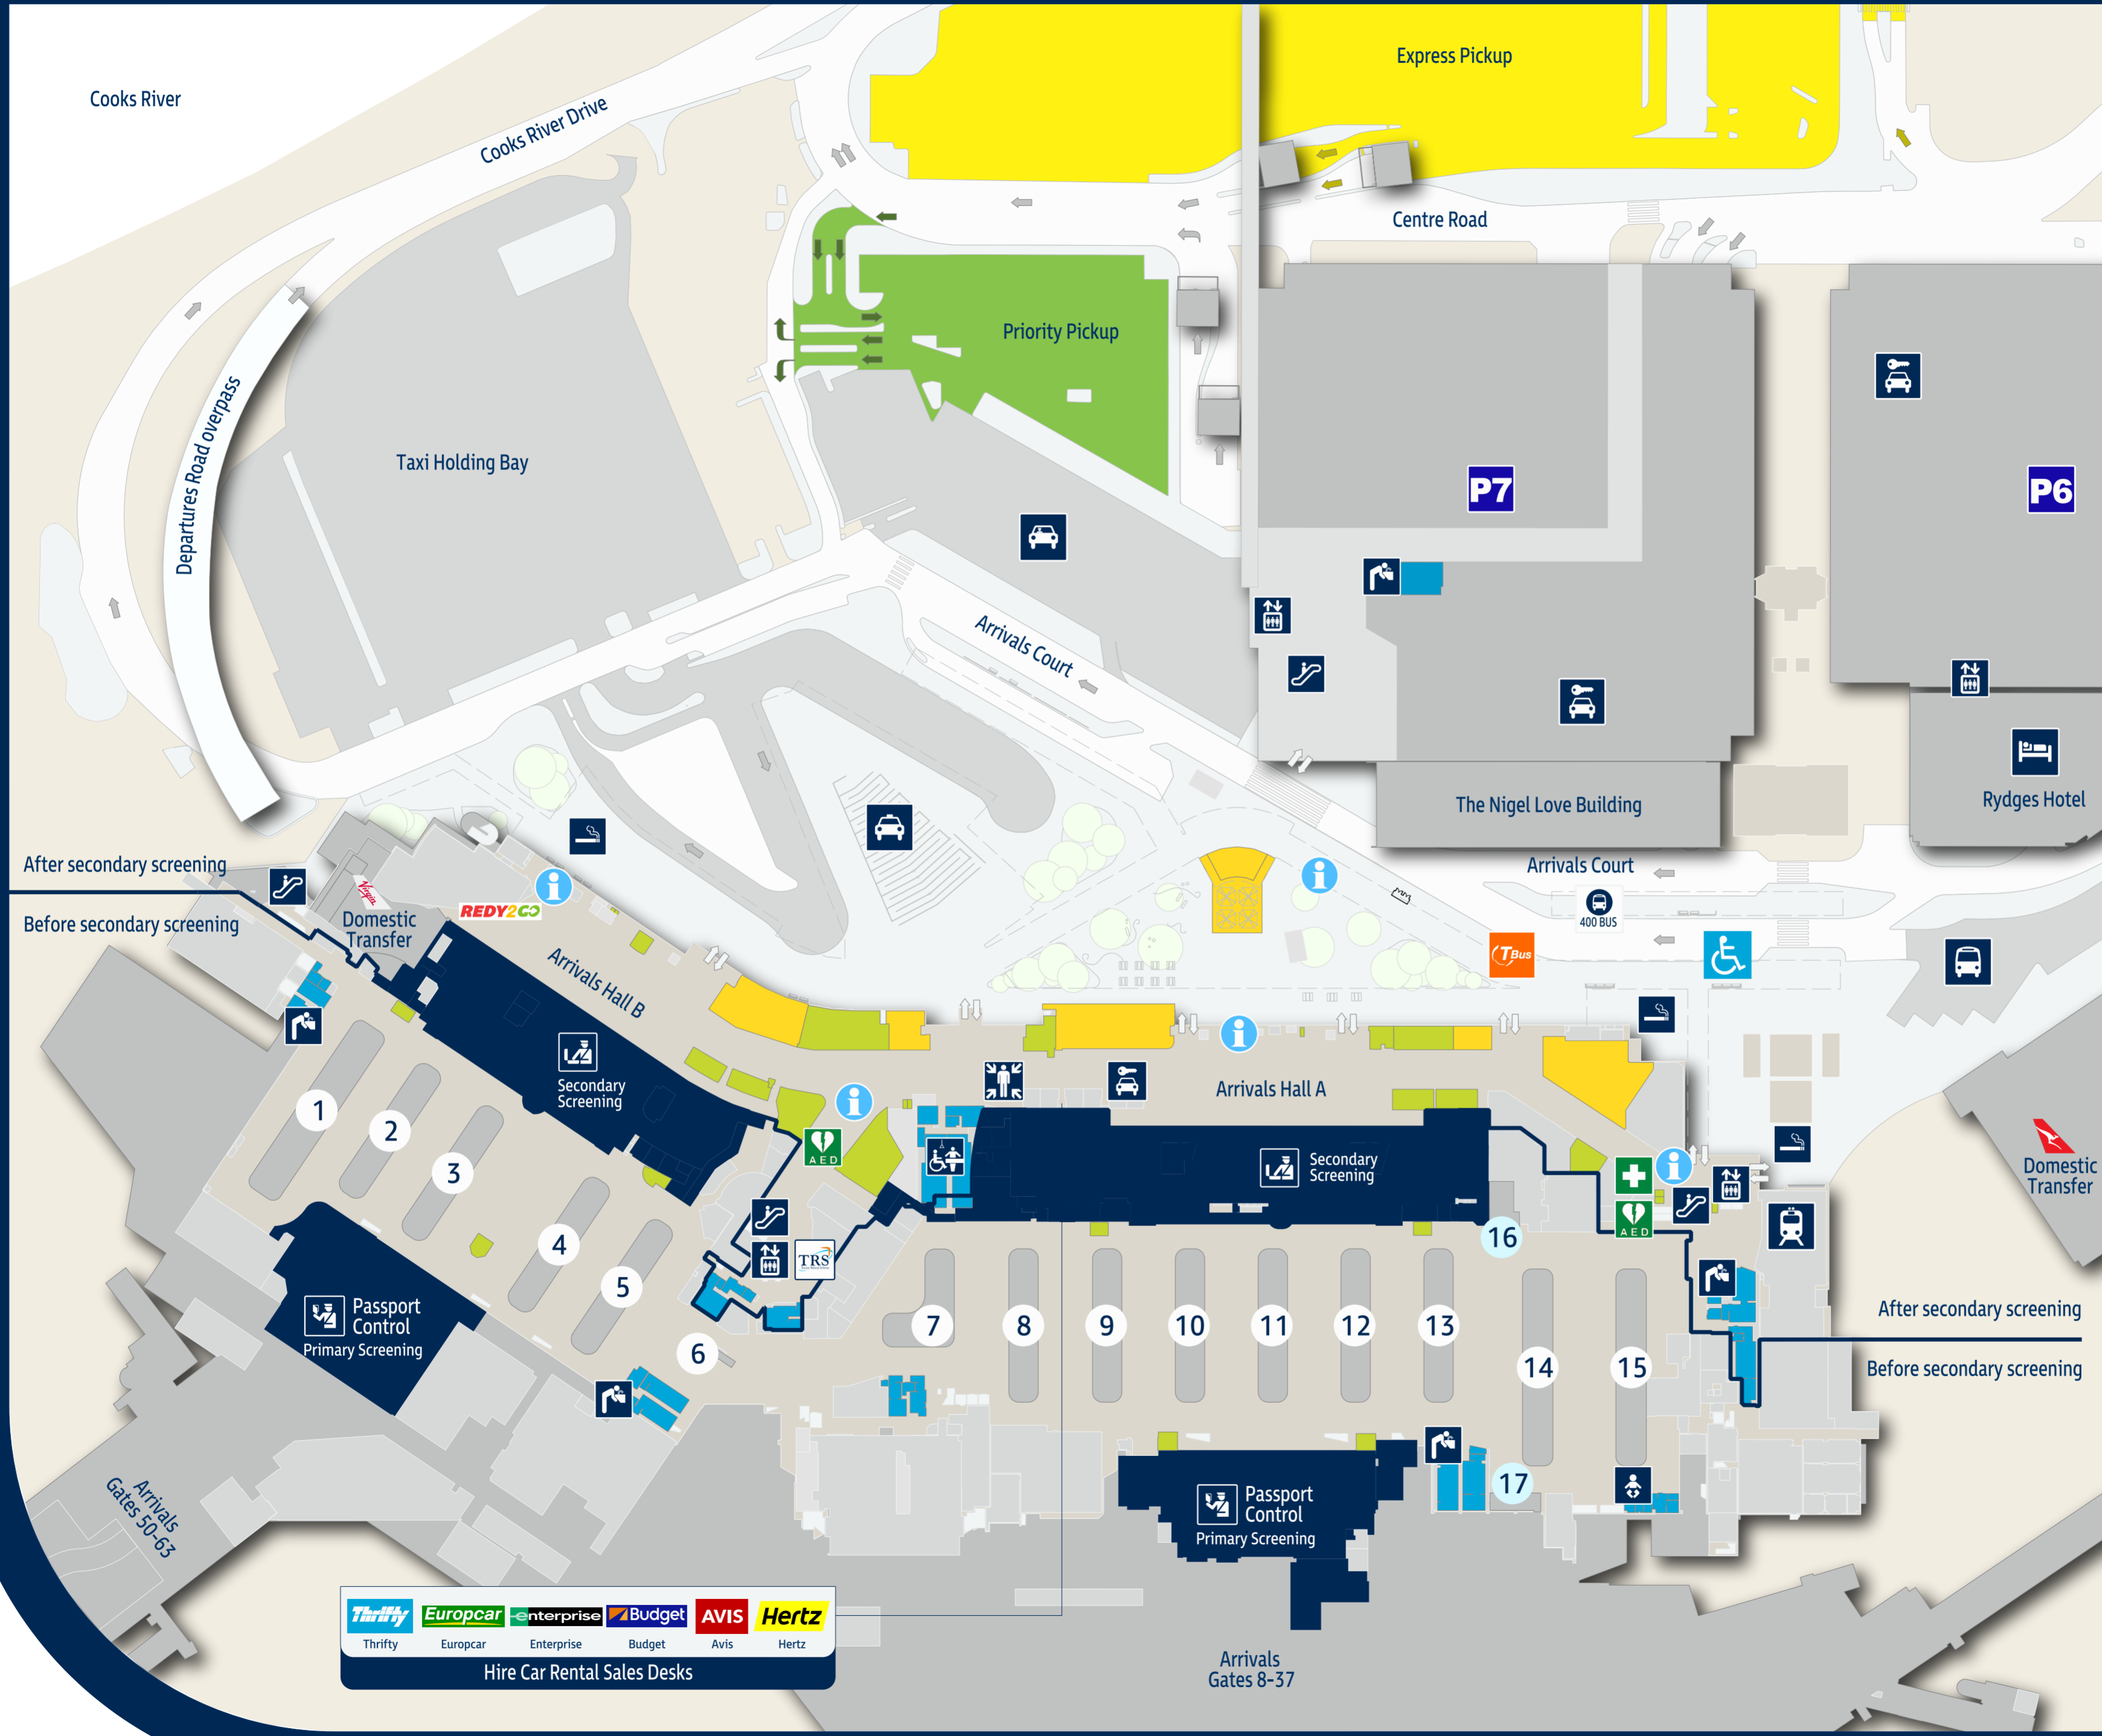 Cooks River
Cooks River Drive
Express Pickup
Centre Road
Priority Pickup
Departures Road overpass
Taxi Holding Bay
P7
P6
Arrivals Court
The Nigel Love Building
Rydges Hotel
After secondary screening
Before secondary screening
Virgin
Domestic
Transfer
REDY2GO
Arrivals Hall B
Arrivals Court
400 BUS
TBus
Secondary
Screening
Arrivals Hall A
AED
Secondary
Screening
AED
Domestic
Transfer
TRS
1
2
3
4
5
6
7
8
9
10
11
12
13
14
15
16
17
Passport
Control
Primary Screening
After secondary screening
Before secondary screening
Arrivals
Gates 50-63
Passport
Control
Primary Screening
Thrifty Europcar enterprise Budget AVIS Hertz
Thrifty Europcar Enterprise Budget Avis Hertz
Hire Car Rental Sales Desks
Arrivals
Gates 8-37